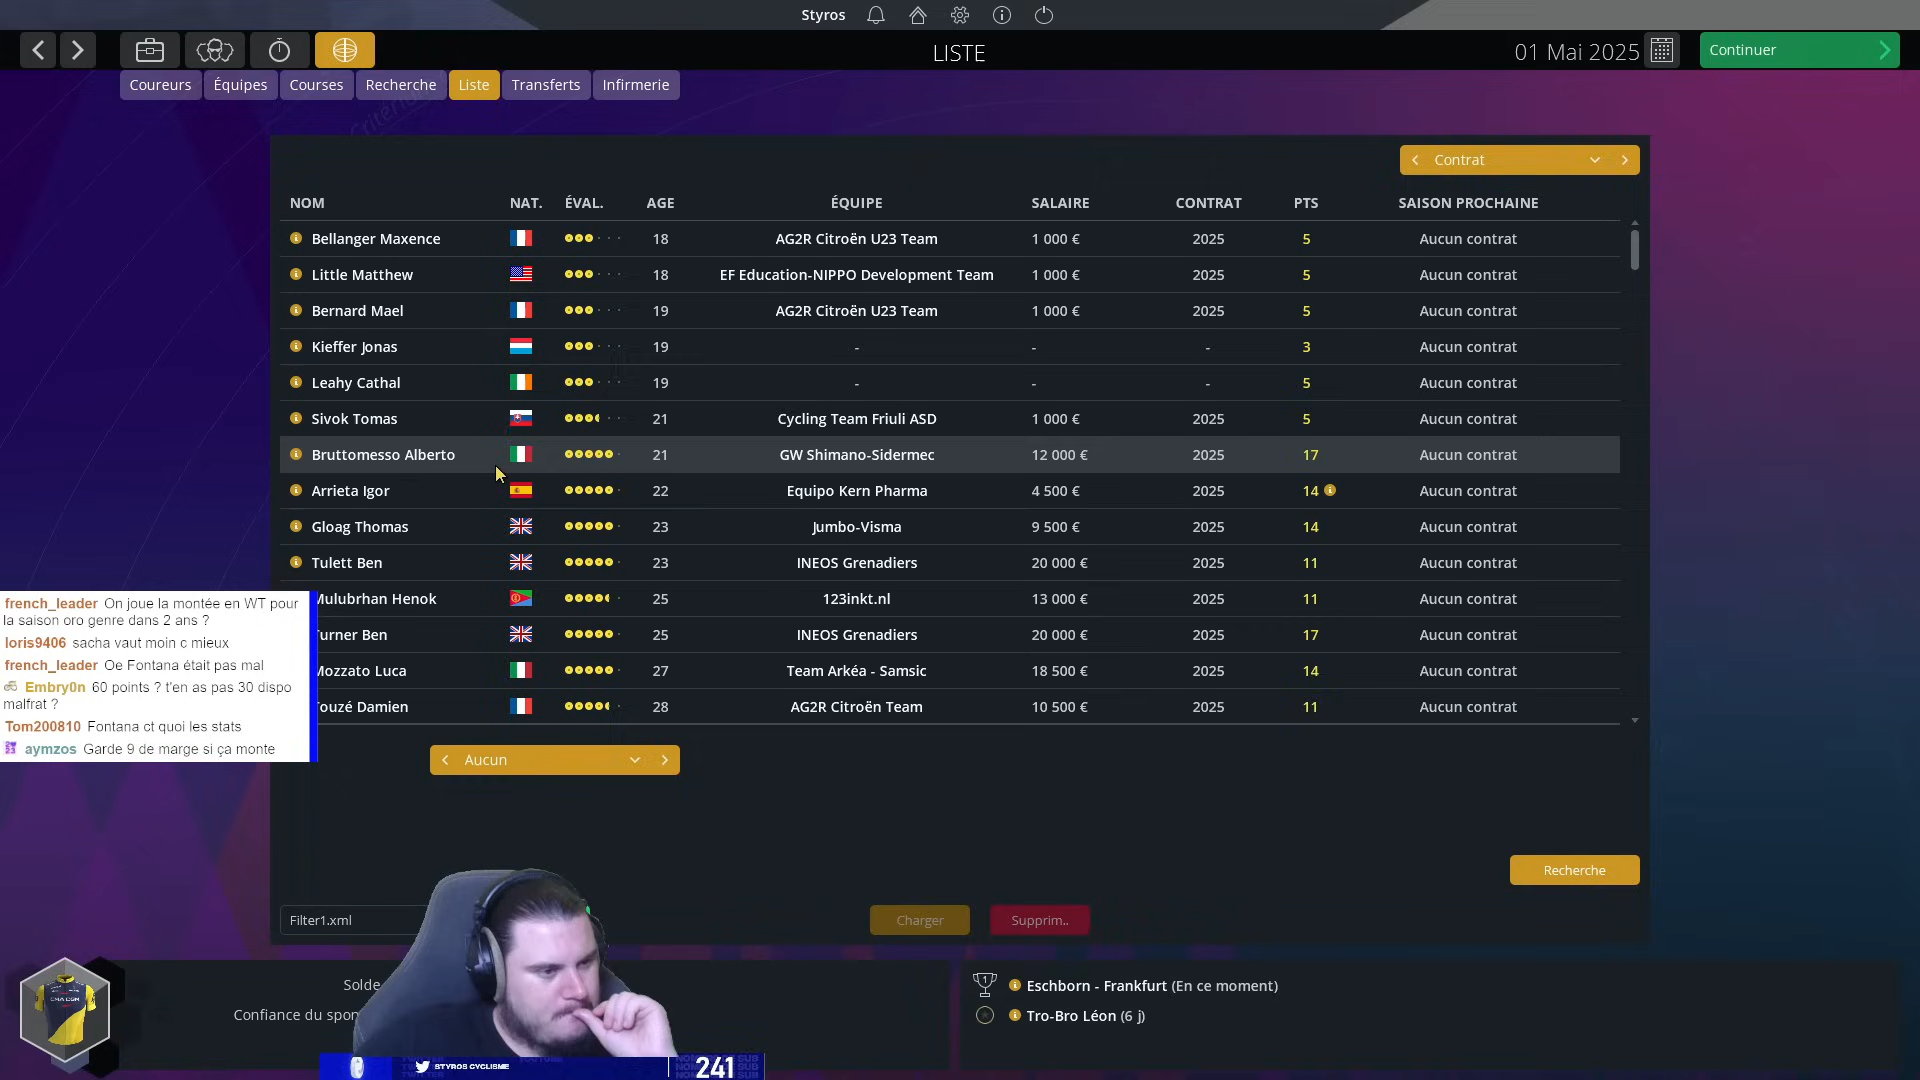 Styros
LISTE
01 Mai 2025
Continuer
Coureurs
Équipes
Courses
Recherche
Liste
Transferts
Infirmerie
Contrat
NOM NAT. ÉVAL. AGE ÉQUIPE SALAIRE CONTRAT PTS SAISON PROCHAINE
Bellanger Maxence 18 AG2R Citroën U23 Team 1 000 € 2025 5 Aucun contrat
Little Matthew 18 EF Education-NIPPO Development Team 1 000 € 2025 5 Aucun contrat
Bernard Mael 19 AG2R Citroën U23 Team 1 000 € 2025 5 Aucun contrat
Kieffer Jonas 19 - - - 3 Aucun contrat
Leahy Cathal 19 - - - 5 Aucun contrat
Sivok Tomas 21 Cycling Team Friuli ASD 1 000 € 2025 5 Aucun contrat
Bruttomesso Alberto 21 GW Shimano-Sidermec 12 000 € 2025 17 Aucun contrat
Arrieta Igor 22 Equipo Kern Pharma 4 500 € 2025 14 Aucun contrat
Gloag Thomas 23 Jumbo-Visma 9 500 € 2025 14 Aucun contrat
Tulett Ben 23 INEOS Grenadiers 20 000 € 2025 11 Aucun contrat
Mulubrhan Henok 25 123inkt.nl 13 000 € 2025 11 Aucun contrat
Turner Ben 25 INEOS Grenadiers 20 000 € 2025 17 Aucun contrat
Mozzato Luca 27 Team Arkéa - Samsic 18 500 € 2025 14 Aucun contrat
Touzé Damien 28 AG2R Citroën Team 10 500 € 2025 11 Aucun contrat
french_leader On joue la montée en WT pour
la saison oro genre dans 2 ans ?
loris9406 sacha vaut moin c mieux
french_leader Oe Fontana était pas mal
Embry0n 60 points ? t'en as pas 30 dispo
malfrat ?
Tom200810 Fontana ct quoi les stats
aymzos Garde 9 de marge si ça monte
Aucun
Recherche
Filter1.xml
Charger
Supprim..
Solde
Confiance du spon
Eschborn - Frankfurt (En ce moment)
Tro-Bro Léon (6 j)
CMA CGM
STYROS CYCLISME
241